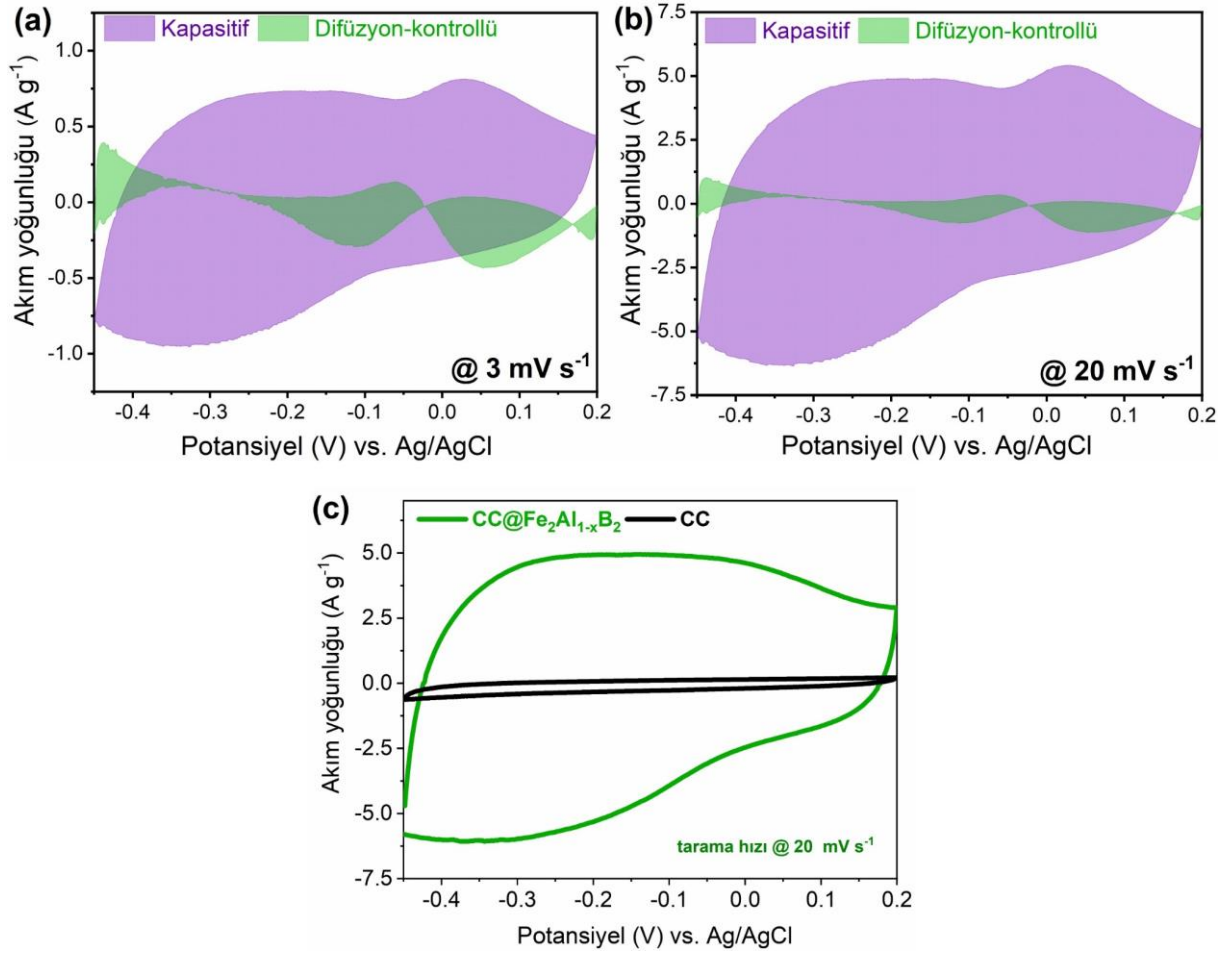 (a)
Kapasitif
Difüzyon-kontrollü
Akım yoğunluğu (A g⁻¹)
1.0
0.5
0.0
-0.5
-1.0
@ 3 mV s⁻¹
-0.4 -0.3 -0.2 -0.1 0.0 0.1 0.2
Potansiyel (V) vs. Ag/AgCl
(b)
Kapasitif
Difüzyon-kontrollü
Akım yoğunluğu (A g⁻¹)
7.5
5.0
2.5
0.0
-2.5
-5.0
-7.5
@ 20 mV s⁻¹
-0.4 -0.3 -0.2 -0.1 0.0 0.1 0.2
Potansiyel (V) vs. Ag/AgCl
(c)
CC@Fe₂Al₁₋ₓB₂
CC
Akım yoğunluğu (A g⁻¹)
5.0
2.5
0.0
-2.5
-5.0
-7.5
tarama hızı @ 20 mV s⁻¹
-0.4 -0.3 -0.2 -0.1 0.0 0.1 0.2
Potansiyel (V) vs. Ag/AgCl